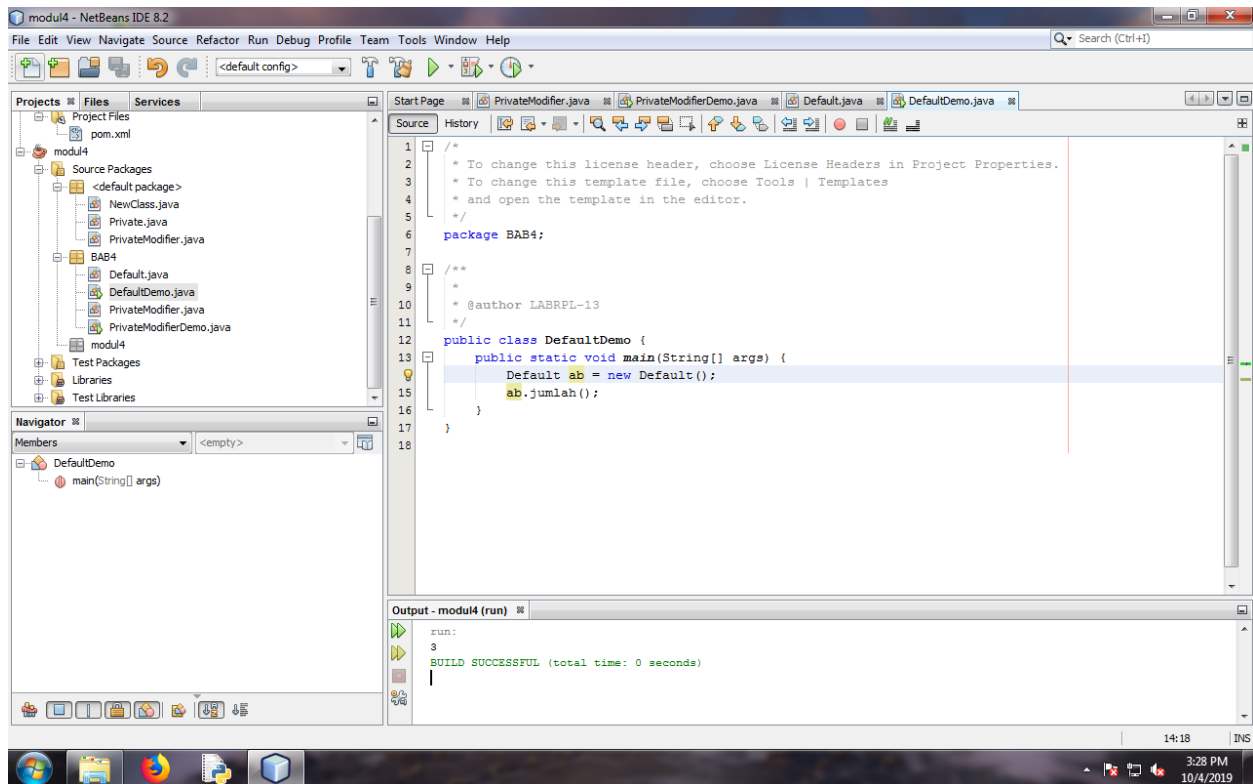 modul4 - NetBeans IDE 8.2
File Edit View Navigate Source Refactor Run Debug Profile Team Tools Window Help
Search (Ctrl+I)
<default config>
Projects Files Services
Project Files
pom.xml
modul4
Source Packages
<default package>
NewClass.java
Private.java
PrivateModifier.java
BAB4
Default.java
DefaultDemo.java
PrivateModifier.java
PrivateModifierDemo.java
modul4
Test Packages
Libraries
Test Libraries
Navigator
Members <empty>
DefaultDemo
main(String[] args)
Start Page PrivateModifier.java PrivateModifierDemo.java Default.java DefaultDemo.java
Source History
1 /*
2 * To change this license header, choose License Headers in Project Properties.
3 * To change this template file, choose Tools | Templates
4 * and open the template in the editor.
5 */
6 package BAB4;
7
8 /**
9 *
10 * @author LABRPL-13
11 */
12 public class DefaultDemo {
13 public static void main(String[] args) {
Default ab = new Default();
15 ab.jumlah();
16 }
17 }
18
Output - modul4 (run)
run:
3
BUILD SUCCESSFUL (total time: 0 seconds)
14:18 INS
3:28 PM
10/4/2019